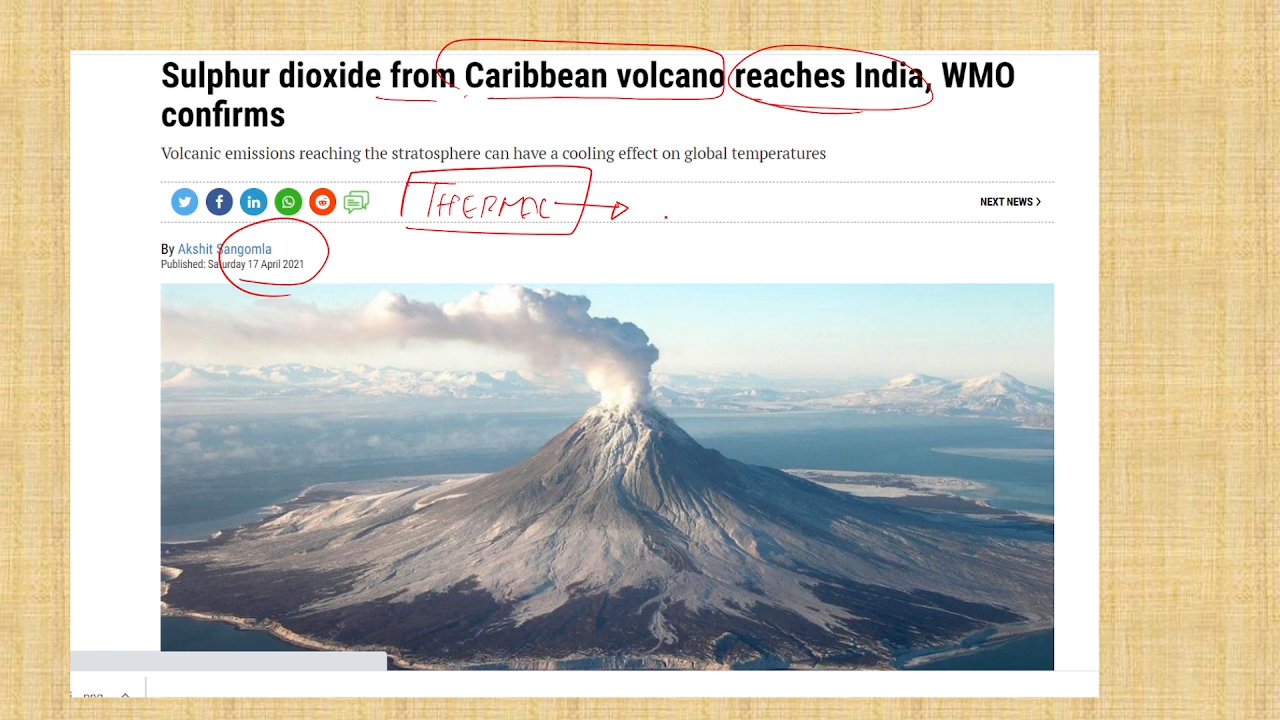 Sulphur dioxide from Caribbean volcano reaches India, WMO
confirms
Volcanic emissions reaching the stratosphere can have a cooling effect on global temperatures
THERMAL
NEXT NEWS
By Akshit Sangomla
Published: Saturday 17 April 2021